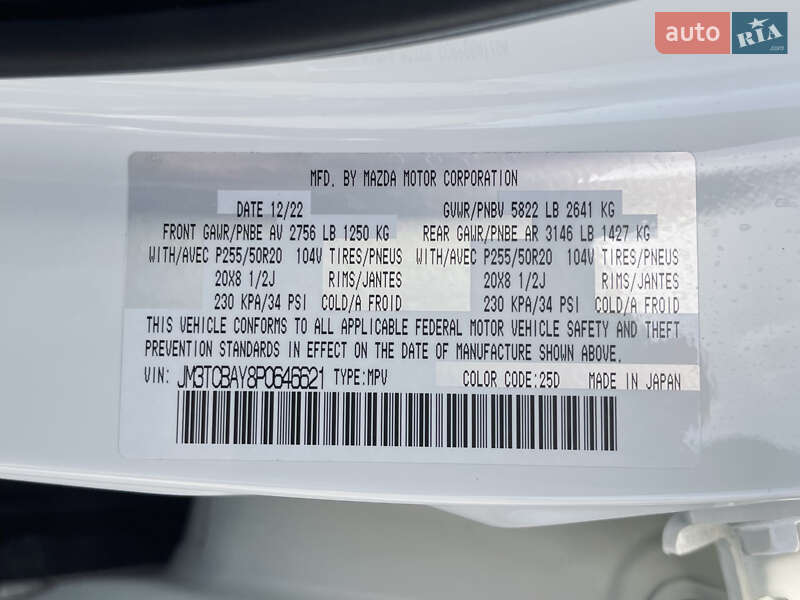 auto RIA
.com
MFD. BY MAZDA MOTOR CORPORATION
DATE 12/22 GVWR/PNBV 5822 LB 2641 KG
FRONT GAWR/PNBE AV 2756 LB 1250 KG REAR GAWR/PNBE AR 3146 LB 1427 KG
WITH/AVEC P255/50R20 104V TIRES/PNEUS WITH/AVEC P255/50R20 104V TIRES/PNEUS
20X8 1/2J RIMS/JANTES 20X8 1/2J RIMS/JANTES
230 KPA/34 PSI COLD/A FROID 230 KPA/34 PSI COLD/A FROID
THIS VEHICLE CONFORMS TO ALL APPLICABLE FEDERAL MOTOR VEHICLE SAFETY AND THEFT
PREVENTION STANDARDS IN EFFECT ON THE DATE OF MANUFACTURE SHOWN ABOVE.
VIN: JM3TCBAY8P0646621 TYPE:MPV COLOR CODE:25D MADE IN JAPAN